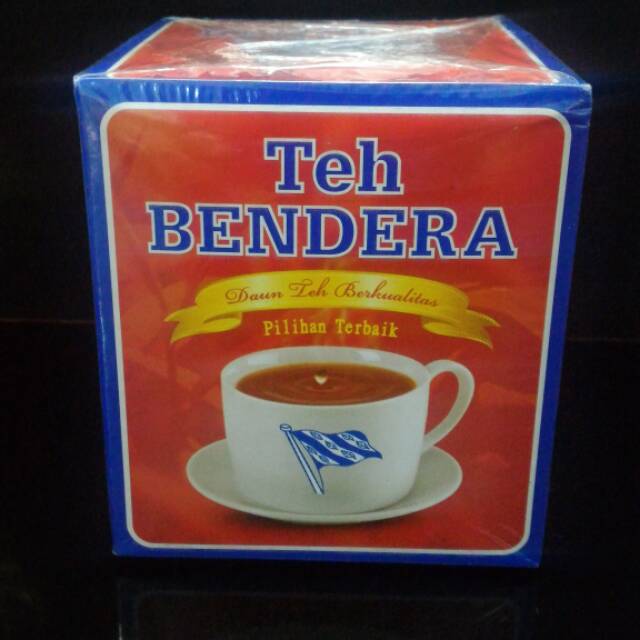 Teh
BENDERA
Daun Teh Berkualitas
Pilihan Terbaik